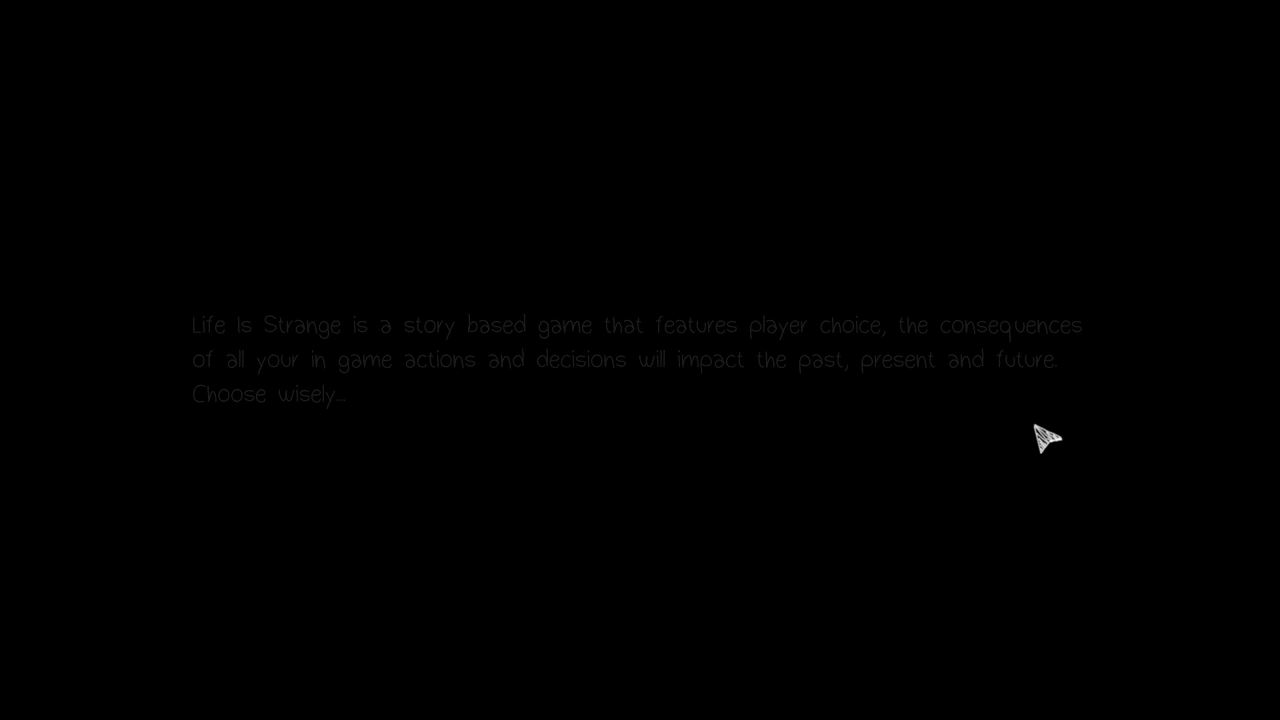 Life Is Strange is a story based game that features player choice, the consequences
of all your in game actions and decisions will impact the past, present and future.
Choose wisely...